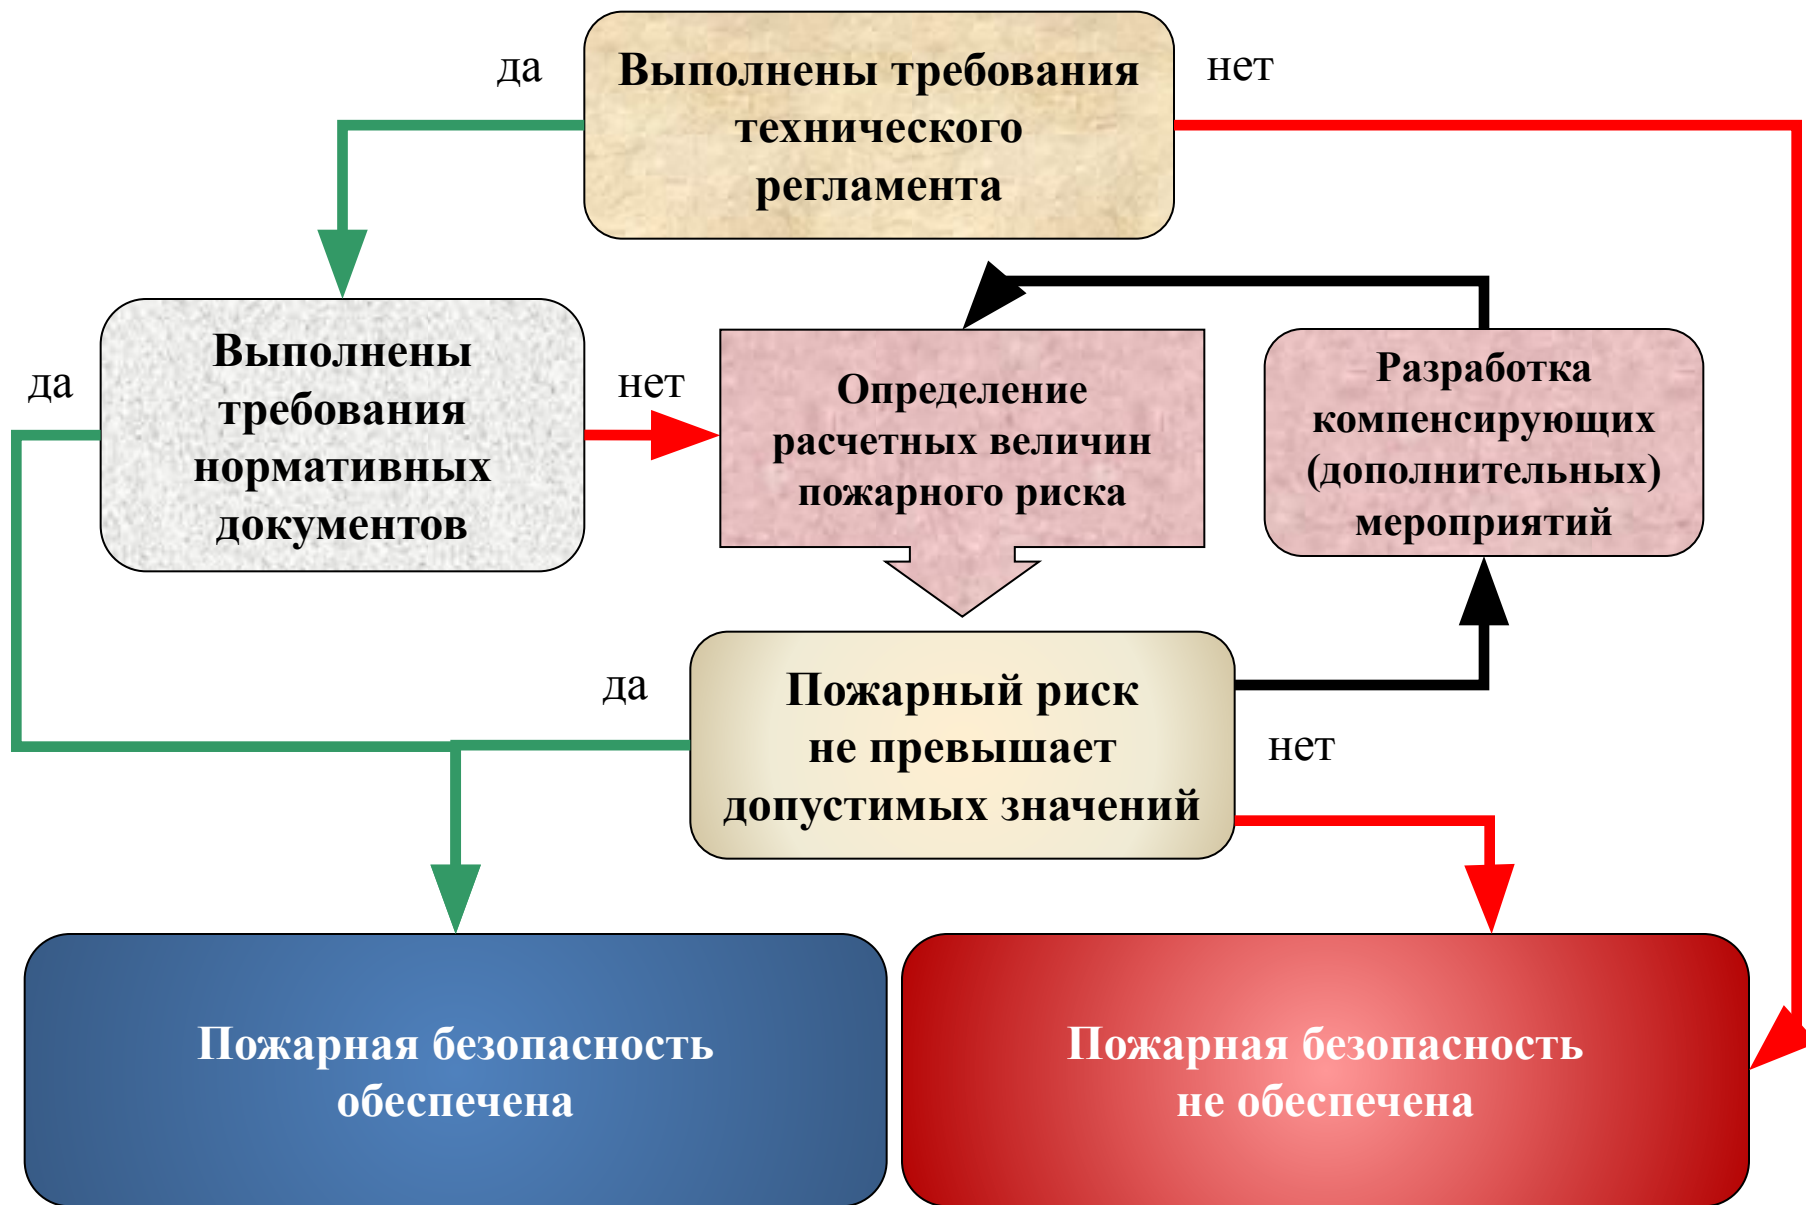 да
Выполнены требования
технического
регламента
нет
да
Выполнены
требования
нормативных
документов
нет
Определение
расчетных величин
пожарного риска
Разработка
компенсирующих
(дополнительных)
мероприятий
да
Пожарный риск
не превышает
допустимых значений
нет
Пожарная безопасность
обеспечена
Пожарная безопасность
не обеспечена